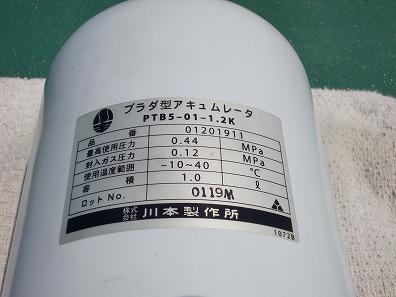 ブラダ型アキュムレータ
PTB5-01-1.2K
品番 01201911
最高使用圧力 0.44 MPa
封入ガス圧力 0.12 MPa
使用温度範囲 -10~40 ℃
容積 1.0 ℓ
ロットNo. 0119M
株式会社 川本製作所
10728